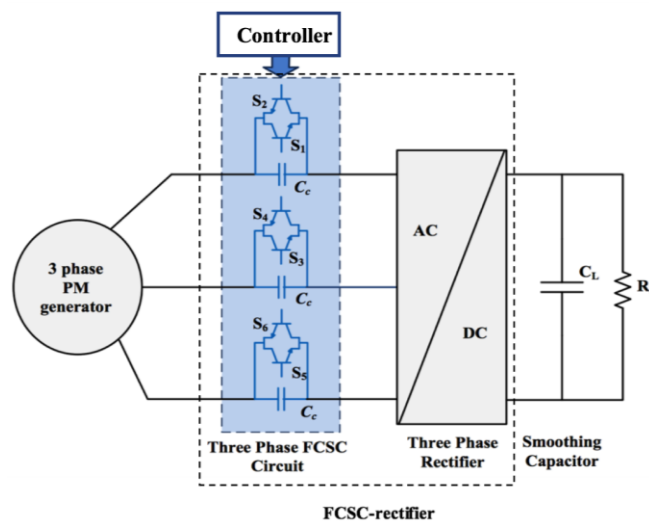 Controller
S2
S1
Cc
S4
S3
Cc
S6
S5
Cc
3 phase
PM
generator
AC
DC
CL
R
Three Phase FCSC
Circuit
Three Phase
Rectifier
Smoothing
Capacitor
FCSC-rectifier